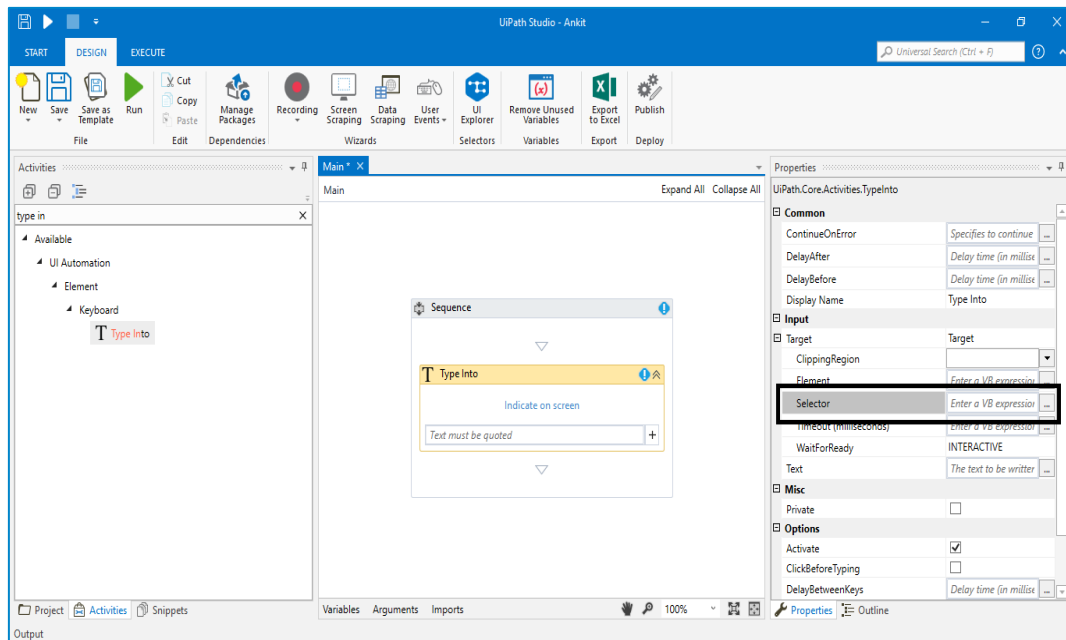 UiPath Studio - Ankit
START DESIGN EXECUTE
Universal Search (Ctrl + F)
New
Save
Save as Template
Run
Cut
Copy
Paste
Manage Packages
Recording
Screen Scraping
Data Scraping
User Events
UI Explorer
Remove Unused Variables
Export to Excel
Publish
File Edit Dependencies Wizards Selectors Variables Export Deploy
Activities
type in
Available
UI Automation
Element
Keyboard
T Type Into
Project Activities Snippets
Output
Main * X
Main Expand All Collapse All
Sequence
T Type Into
Indicate on screen
Text must be quoted
Variables Arguments Imports 100%
Properties
UiPath.Core.Activities.TypeInto
Common
ContinueOnError Specifies to continue
DelayAfter Delay time (in millise
DelayBefore Delay time (in millise
Display Name Type Into
Input
Target Target
ClippingRegion
Element Enter a VB expression
Selector Enter a VB expression
Timeout (milliseconds) Enter a VB expression
WaitForReady INTERACTIVE
Text The text to be writter
Misc
Private
Options
Activate
ClickBeforeTyping
DelayBetweenKeys Delay time (in millise
Properties Outline